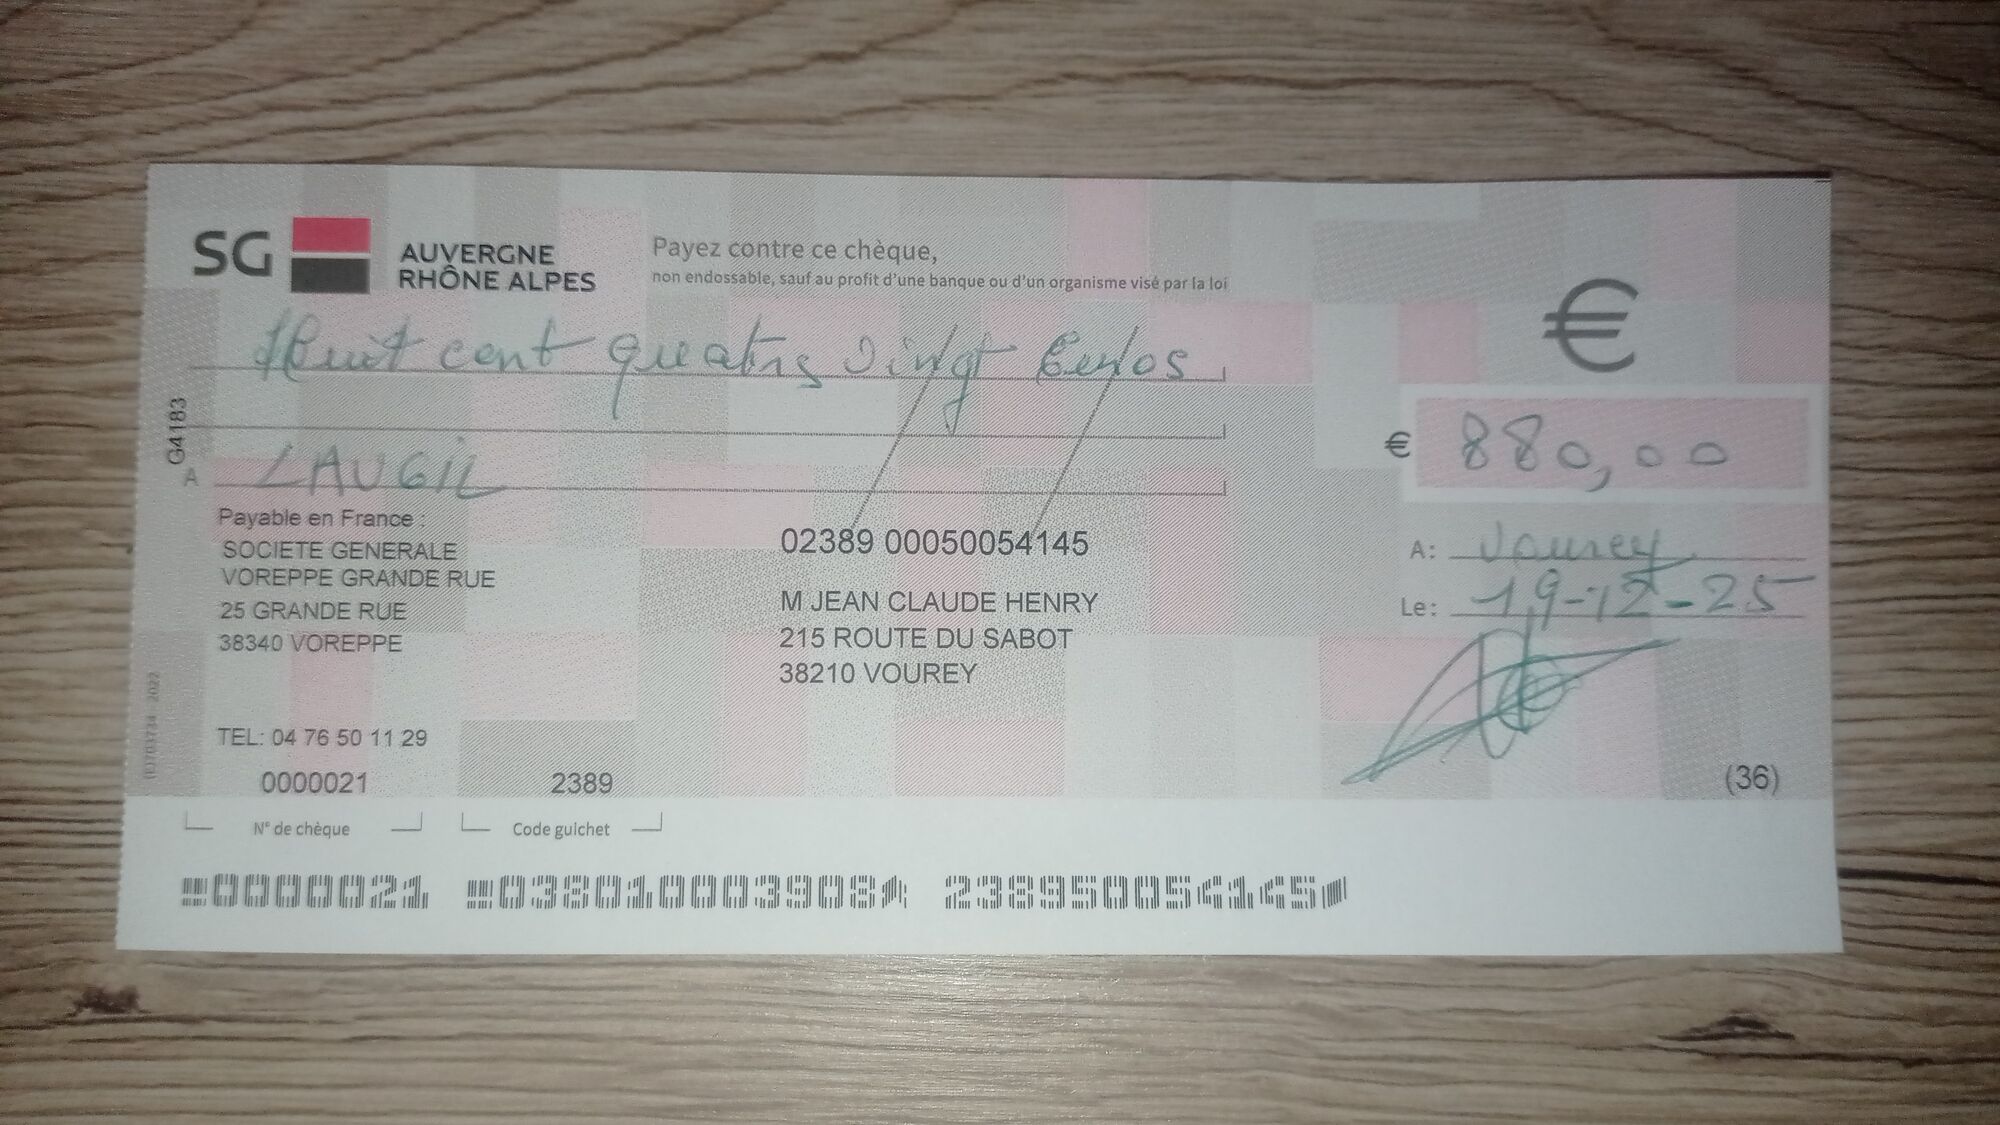 SG AUVERGNE
RHÔNE ALPES
Payez contre ce chèque,
non endossable, sauf au profit d'une banque ou d'un organisme visé par la loi
€
Huit cent quatre vingt Euros
€ 880,00
G4183
A LAUGIL
Payable en France :
SOCIETE GENERALE
VOREPPE GRANDE RUE
25 GRANDE RUE
38340 VOREPPE
02389 00050054145
M JEAN CLAUDE HENRY
215 ROUTE DU SABOT
38210 VOUREY
A: Vourey
Le: 19-12-25
2022
TEL: 04 76 50 11 29
0000021 2389
(36)
N° de chèque Code guichet
0000021 038010003908 238950054145